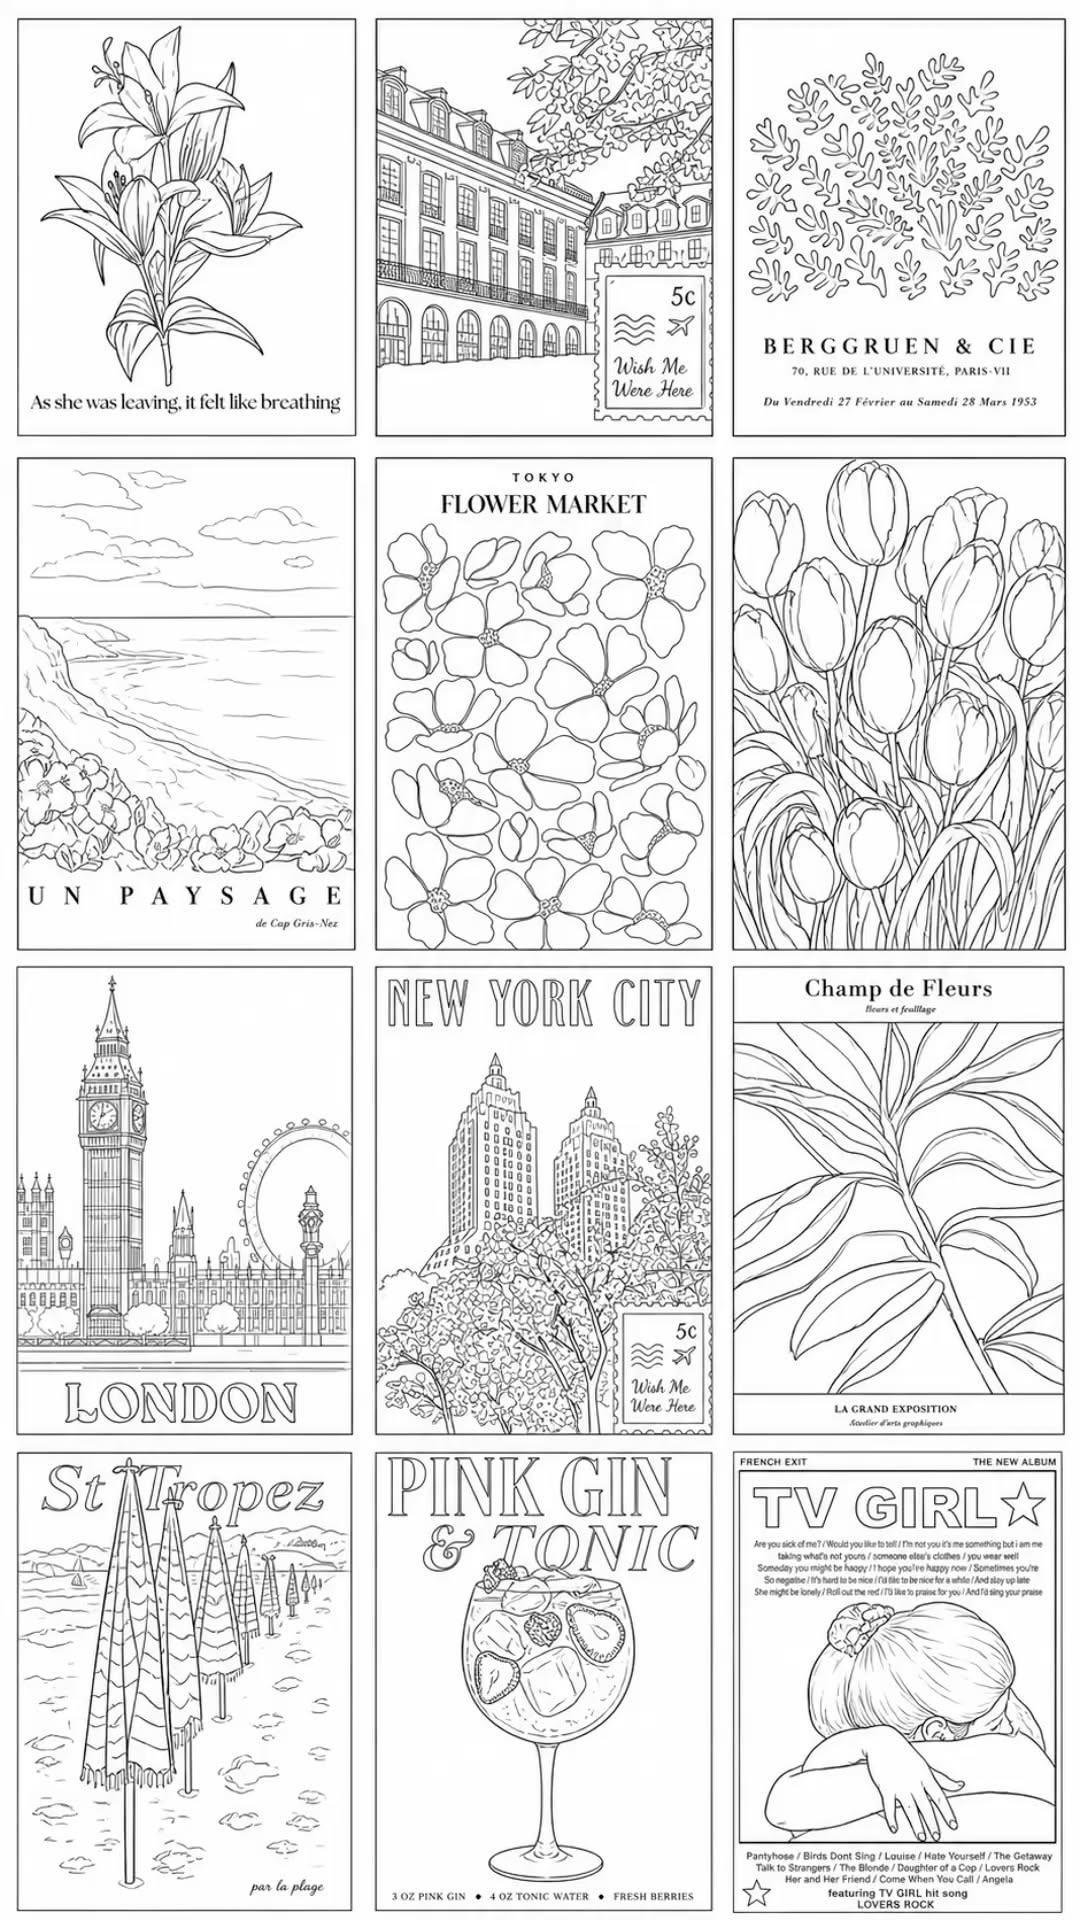 As she was leaving, it felt like breathing
5c
Wish Me
Were Here
BERGGRUEN & CIE
70, RUE DE L'UNIVERSITÉ, PARIS-VII
Du Vendredi 27 Février au Samedi 28 Mars 1953
UN PAYSAGE
de Cap Gris-Nez
TOKYO
FLOWER MARKET
LONDON
NEW YORK CITY
5c
Wish Me
Were Here
Champ de Fleurs
fleurs et feuillage
LA GRAND EXPOSITION
Atelier d'arts graphiques
St Tropez
par la plage
PINK GIN
& TONIC
3 OZ PINK GIN ◆ 4 OZ TONIC WATER ◆ FRESH BERRIES
FRENCH EXIT
THE NEW ALBUM
TV GIRL
Are you sick of me? / Would you like to tell / I'm not you it's me something but i am me
taking what's not yours / someone else's clothes / you wear well
Someday you might be happy / I hope you're happy now / Sometimes you're
So negative / It's hard to be nice / I'd like to be nice for a while / And stay up late
She might be lonely / Roll out the red / I'd like to praise for you / And I'd sing your praise
Pantyhose / Birds Dont Sing / Louise / Hate Yourself / The Getaway
Talk to Strangers / The Blonde / Daughter of a Cop / Lovers Rock
Her and Her Friend / Come When You Call / Angela
featuring TV GIRL hit song
LOVERS ROCK